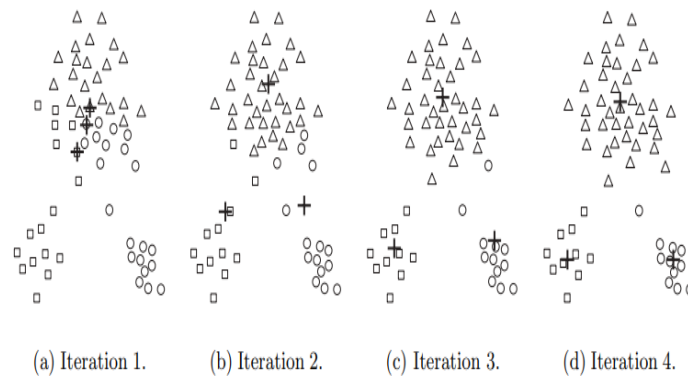 (a) Iteration 1.
(b) Iteration 2.
(c) Iteration 3.
(d) Iteration 4.